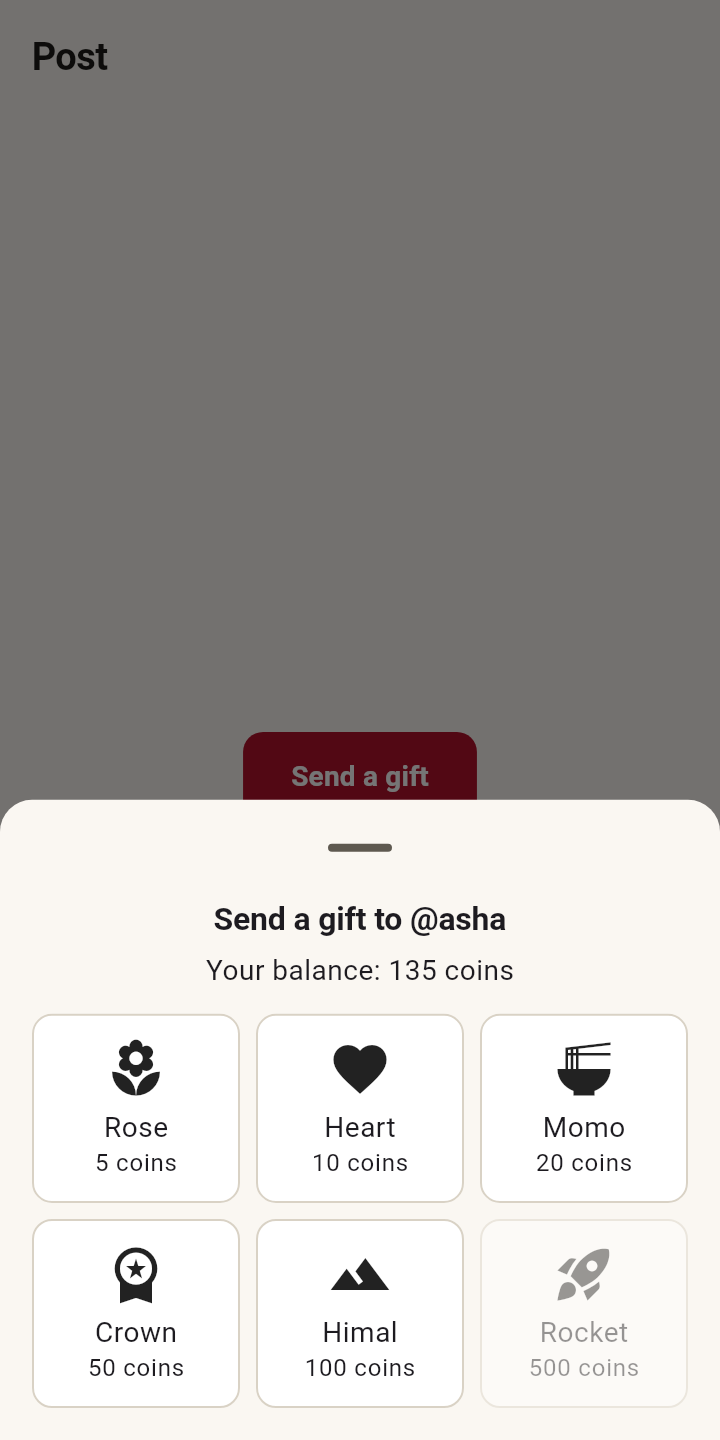 Post
Send a gift
Send a gift to @asha
Your balance: 135 coins
Rose
5 coins
Heart
10 coins
Momo
20 coins
Crown
50 coins
Himal
100 coins
Rocket
500 coins